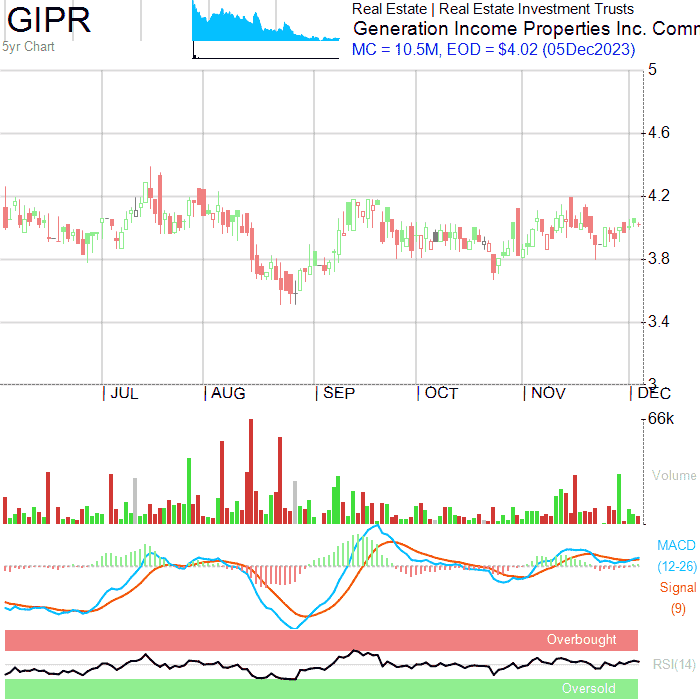 GIPR
5yr Chart
Real Estate | Real Estate Investment Trusts
Generation Income Properties Inc. Comm
MC = 10.5M, EOD = $4.02 (05Dec2023)
5
4.6
4.2
3.8
3.4
3
JUL AUG SEP OCT NOV DEC
66k
Volume
MACD
(12-26)
Signal
(9)
Overbought
RSI(14)
Oversold